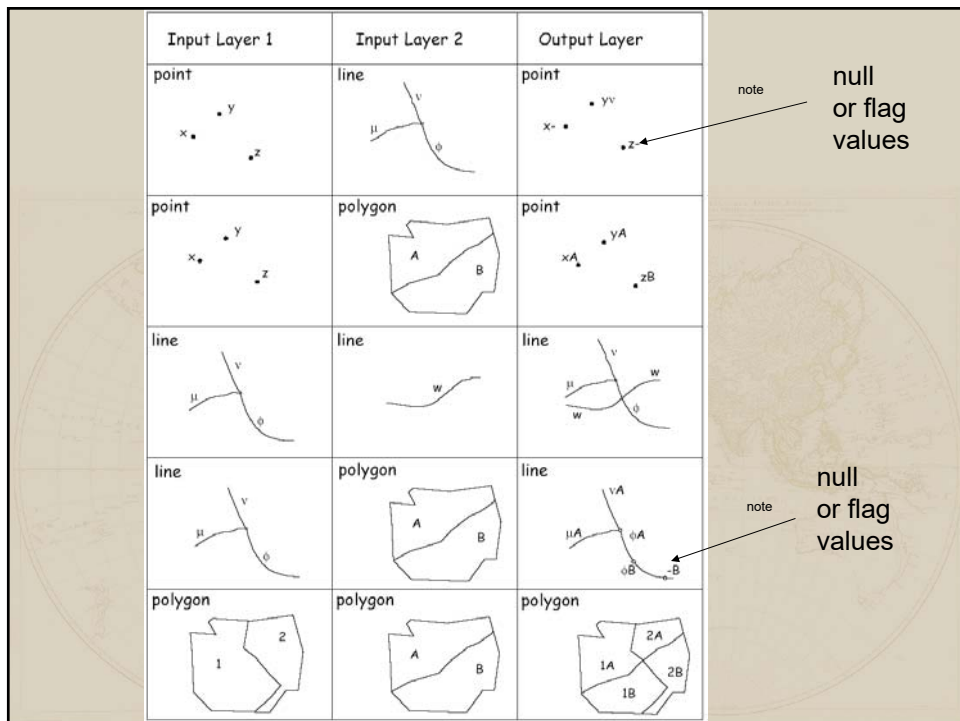 Input Layer 1 Input Layer 2 Output Layer
point line point
y ν yν
x μ x-
z ϕ z-
note
null
or flag
values
point polygon point
y A yA
x B xA
z zB
line line line
ν w ν
μ μ w
ϕ w ϕ
line polygon line
ν A νA
μ B μA ϕA
ϕ ϕB -B
note
null
or flag
values
polygon polygon polygon
2 A 2A
1 B 1A 2B
1B